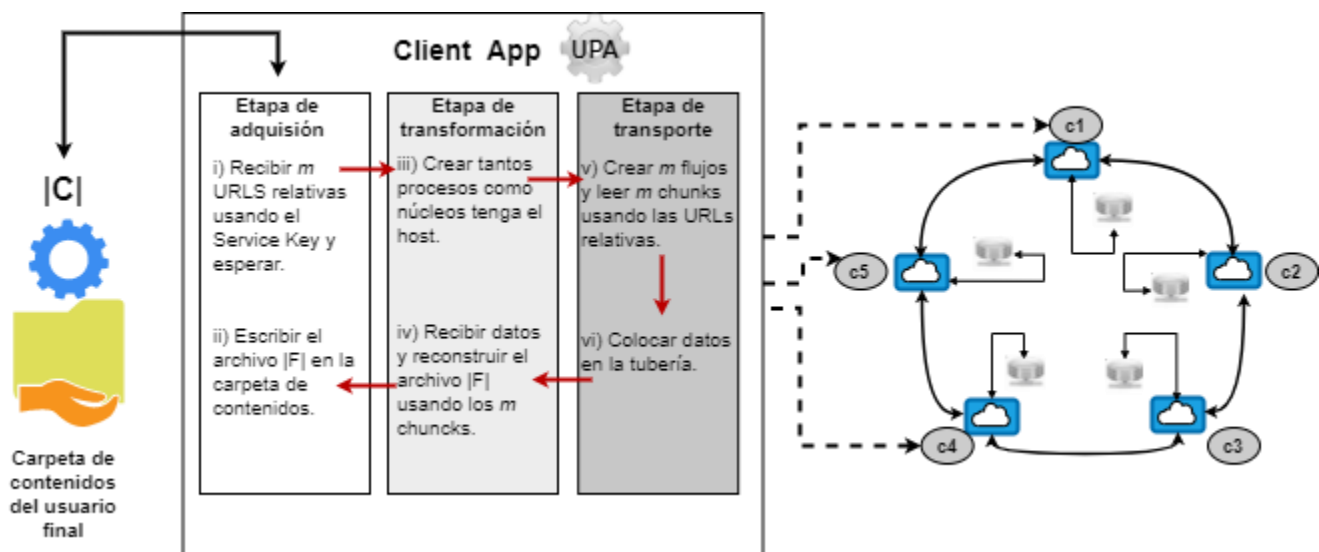 Client App
UPA
Etapa de
adquisión
i) Recibir m
URLS relativas
usando el
Service Key y
esperar.
ii) Escribir el
archivo |F| en la
carpeta de
contenidos.
Etapa de
transformación
iii) Crear tantos
procesos como
núcleos tenga el
host.
iv) Recibir datos
y reconstruir el
archivo |F|
usando los m
chuncks.
Etapa de
transporte
v) Crear m flujos
y leer m chunks
usando las URLs
relativas.
vi) Colocar datos
en la tubería.
|C|
Carpeta de
contenidos
del usuario
final
c1
c5
c2
c4
c3